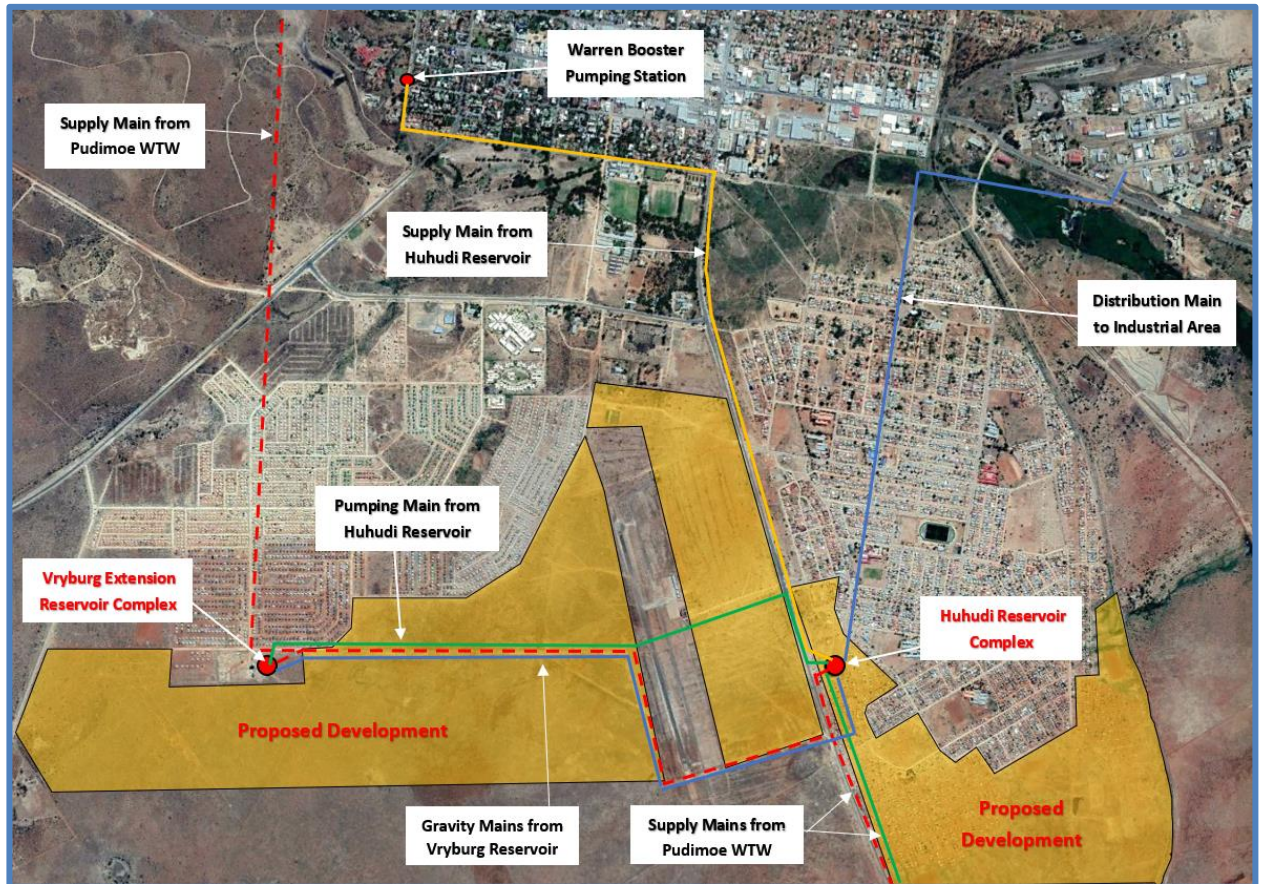 Warren Booster
Pumping Station
Supply Main from
Pudimoe WTW
Supply Main from
Huhudi Reservoir
Distribution Main
to Industrial Area
Pumping Main from
Huhudi Reservoir
Vryburg Extension
Reservoir Complex
Huhudi Reservoir
Complex
Proposed Development
Gravity Mains from
Vryburg Reservoir
Supply Mains from
Pudimoe WTW
Proposed
Development